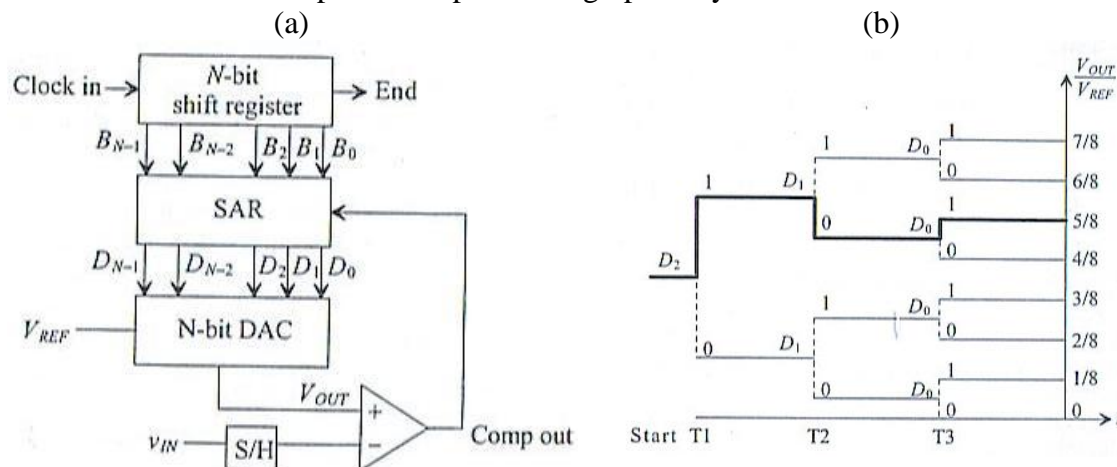 (a)
(b)
N-bit
shift register
Clock in
End
B_{N-1} B_{N-2} B_2 B_1 B_0
SAR
D_{N-1} D_{N-2} D_2 D_1 D_0
V_{REF}
N-bit DAC
V_{OUT}
+
−
v_{IN}
S/H
Comp out
V_{OUT}
V_{REF}
1
7/8
1
D_0
0
6/8
1
D_1
1
5/8
0
D_0
D_2
0
4/8
1
3/8
1
D_0
0
2/8
0
D_1
1
1/8
0
D_0
0
0
Start T1 T2 T3